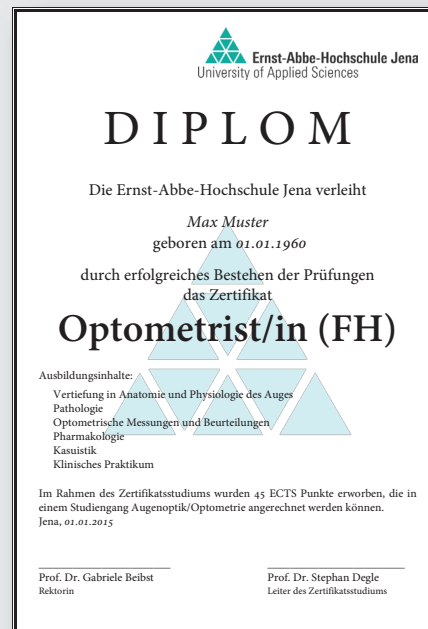 Ernst-Abbe-Hochschule Jena
University of Applied Sciences
DIPLOM
Die Ernst-Abbe-Hochschule Jena verleiht
Max Muster
geboren am 01.01.1960
durch erfolgreiches Bestehen der Prüfungen
das Zertifikat
Optometrist/in (FH)
Ausbildungsinhalte:
Vertiefung in Anatomie und Physiologie des Auges
Pathologie
Optometrische Messungen und Beurteilungen
Pharmakologie
Kasuistik
Klinisches Praktikum
Im Rahmen des Zertifikatsstudiums wurden 45 ECTS Punkte erworben, die in
einem Studiengang Augenoptik/Optometrie angerechnet werden können.
Jena, 01.01.2015
Prof. Dr. Gabriele Beibst
Rektorin
Prof. Dr. Stephan Degle
Leiter des Zertifikatsstudiums